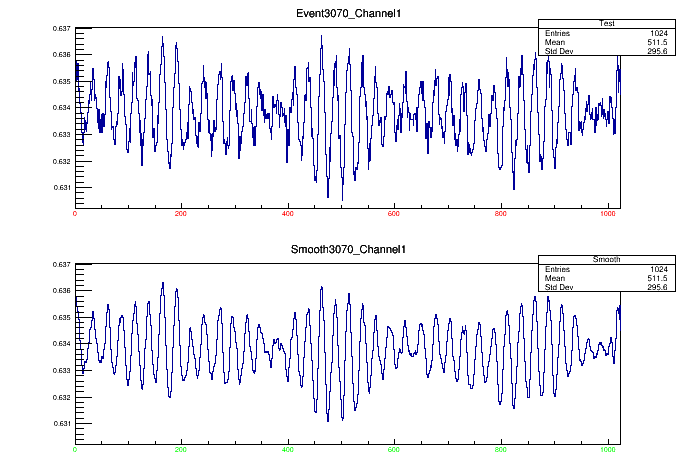 Event3070_Channel1
Test
Entries 1024
Mean 511.5
Std Dev 295.6
0.637
0.636
0.635
0.634
0.633
0.632
0.631
0 200 400 600 800 1000
Smooth3070_Channel1
Smooth
Entries 1024
Mean 511.5
Std Dev 295.6
0.637
0.636
0.635
0.634
0.633
0.632
0.631
0 200 400 600 800 1000